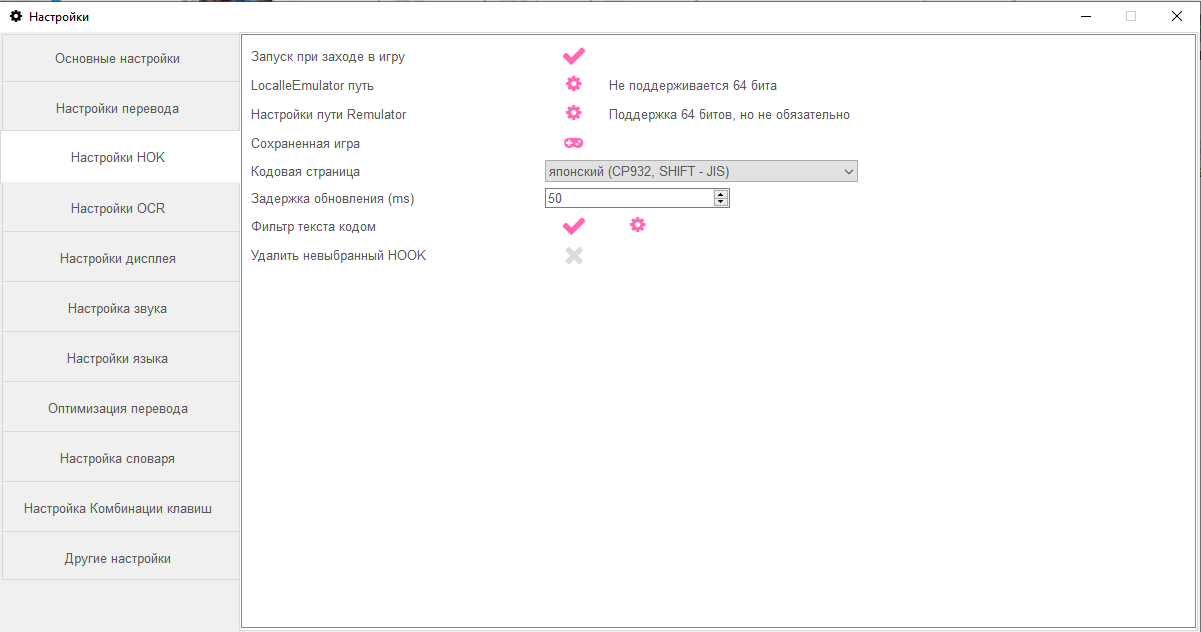 Настройки
Основные настройки
Настройки перевода
Настройки HOK
Настройки OCR
Настройки дисплея
Настройка звука
Настройки языка
Оптимизация перевода
Настройка словаря
Настройка Комбинации клавиш
Другие настройки
Запуск при заходе в игру
LocalleEmulator путь Не поддерживается 64 бита
Настройки пути Remulator Поддержка 64 битов, но не обязательно
Сохраненная игра
Кодовая страница японский (CP932, SHIFT - JIS)
Задержка обновления (ms) 50
Фильтр текста кодом
Удалить невыбранный HOOK